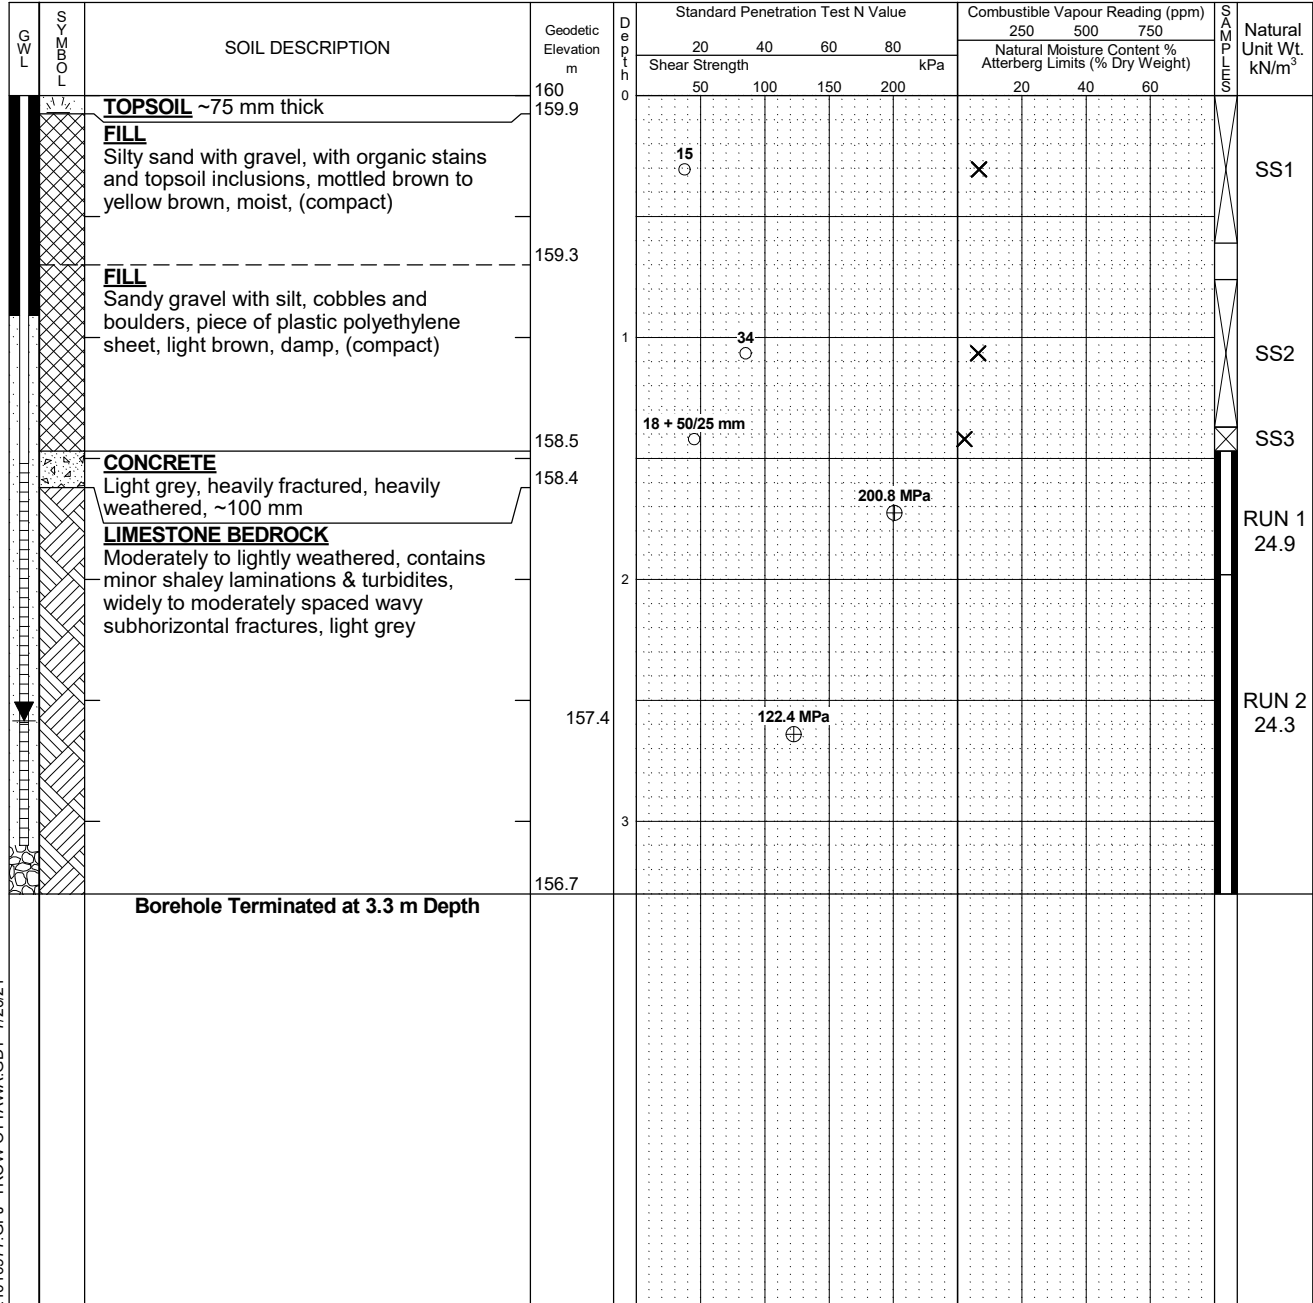 GWL
SYMBOL
SOIL DESCRIPTION
Geodetic
Elevation
m
Depth
Standard Penetration Test N Value
20 40 60 80
Shear Strength kPa
50 100 150 200
Combustible Vapour Reading (ppm)
250 500 750
Natural Moisture Content %
Atterberg Limits (% Dry Weight)
20 40 60
SAMPLES
Natural
Unit Wt.
kN/m³
160
0
TOPSOIL ~75 mm thick
159.9
FILL
Silty sand with gravel, with organic stains
and topsoil inclusions, mottled brown to
yellow brown, moist, (compact)
15
SS1
159.3
FILL
Sandy gravel with silt, cobbles and
boulders, piece of plastic polyethylene
sheet, light brown, damp, (compact)
1
34
SS2
18 + 50/25 mm
SS3
158.5
CONCRETE
Light grey, heavily fractured, heavily
weathered, ~100 mm
158.4
200.8 MPa
RUN 1
24.9
LIMESTONE BEDROCK
Moderately to lightly weathered, contains
minor shaley laminations & turbidites,
widely to moderately spaced wavy
subhorizontal fractures, light grey
2
157.4
122.4 MPa
RUN 2
24.3
3
156.7
Borehole Terminated at 3.3 m Depth